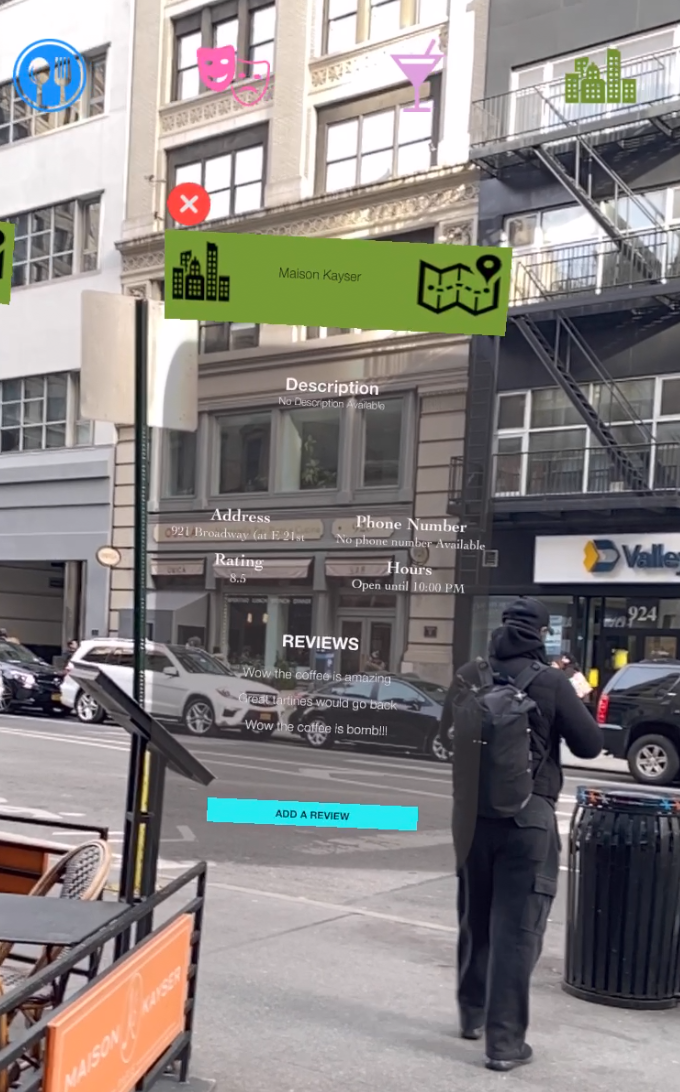 Maison Kayser
Description
No Description Available
Address
921 Broadway (at E 21st
Phone Number
No phone number Available
Rating
8.5
Hours
Open until 10:00 PM
REVIEWS
Wow the coffee is amazing
Great tartines would go back
Wow the coffee is bomb!!!
ADD A REVIEW
Valley
924
MAISON KAYSER